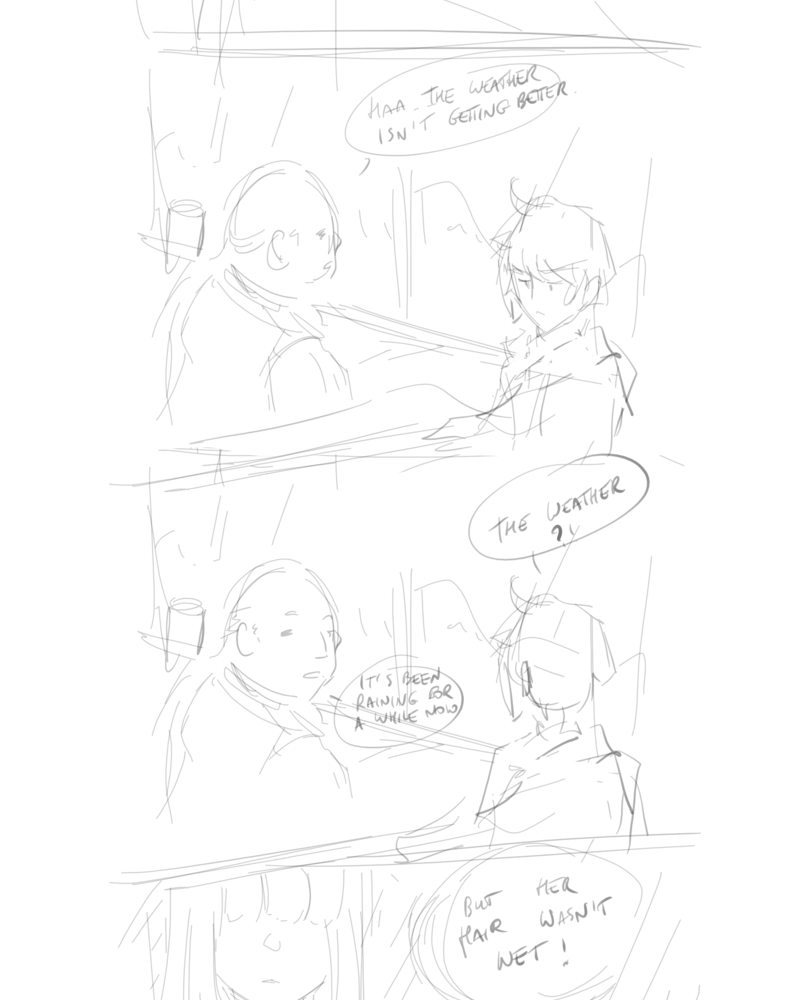 HAA. THE WEATHER
ISN'T GETTING BETTER.
THE WEATHER
?
IT'S BEEN
RAINING FOR
A WHILE NOW
BUT HER
HAIR WASN'T
WET!